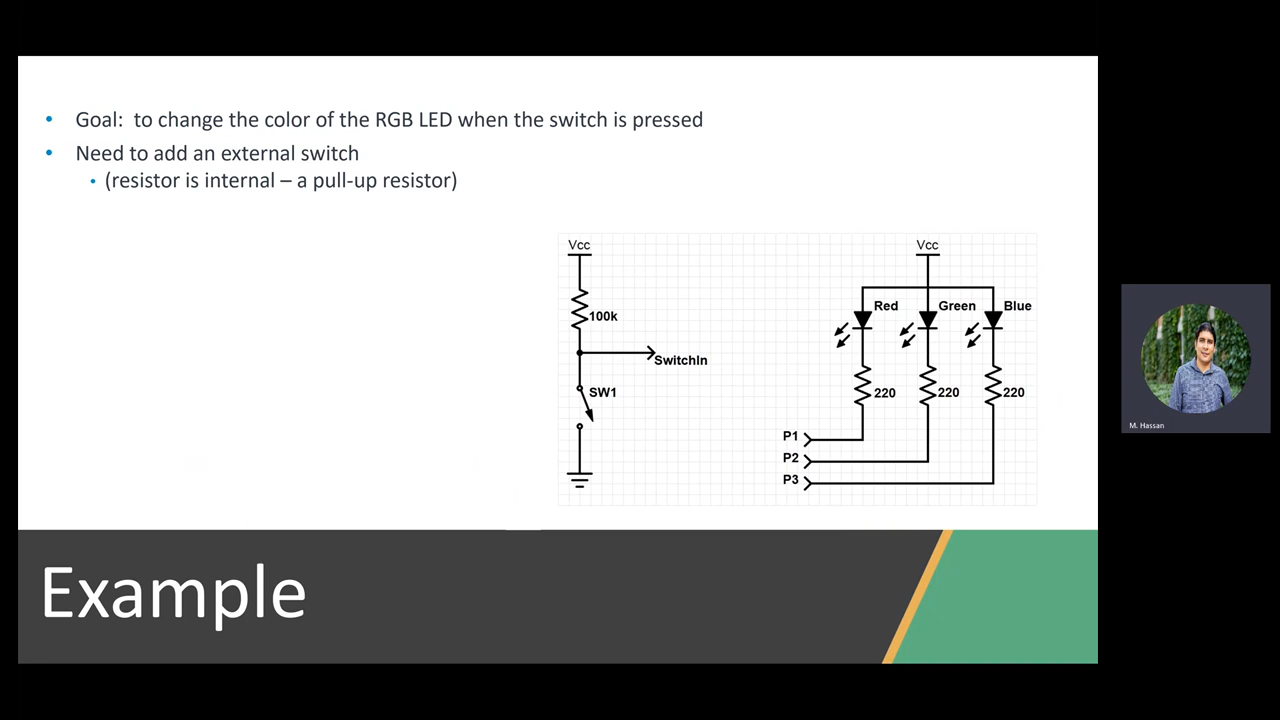 Goal:  to change the color of the RGB LED when the switch is pressed
Need to add an external switch
(resistor is internal – a pull-up resistor)
Vcc
100k
SwitchIn
SW1
Vcc
Red
Green
Blue
220
220
220
P1
P2
P3
Example
M. Hassan